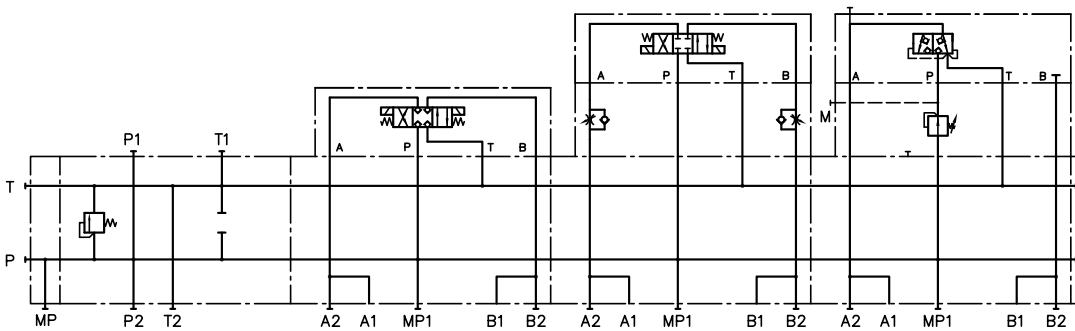 A P T B
A P T B
M
A P T B
P1 T1
T
P
MP P2 T2 A2 A1 MP1 B1 B2 A2 A1 MP1 B1 B2 A2 A1 MP1 B1 B2